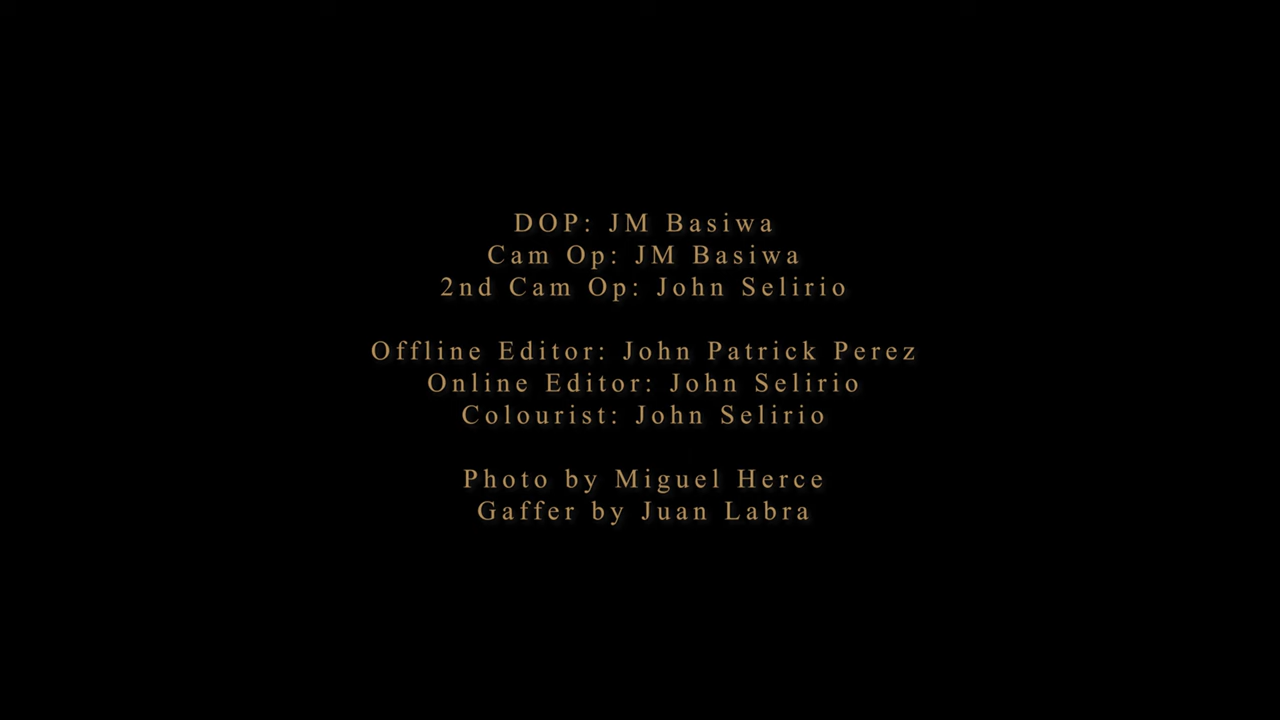 DOP: JM Basiwa
Cam Op: JM Basiwa
2nd Cam Op: John Selirio
Offline Editor: John Patrick Perez
Online Editor: John Selirio
Colourist: John Selirio
Photo by Miguel Herce
Gaffer by Juan Labra